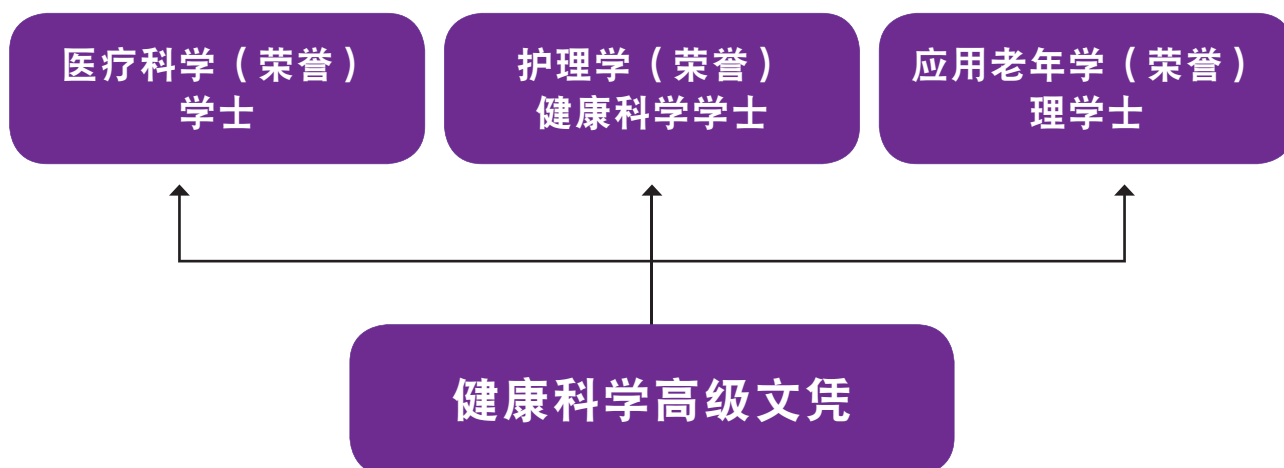 医疗科学（荣誉）
学士
护理学（荣誉）
健康科学学士
应用老年学（荣誉）
理学士
健康科学高级文凭